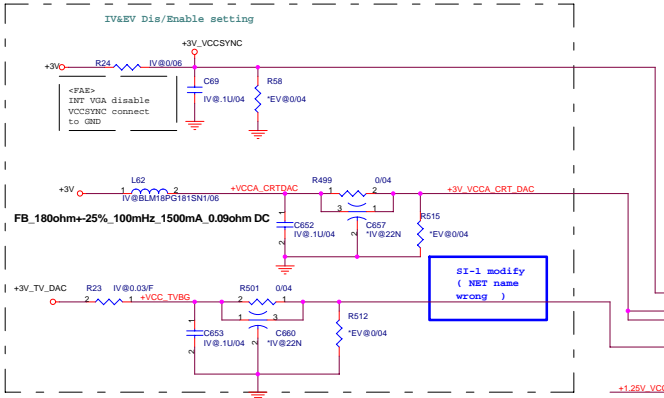 IV&EV Dis/Enable setting
+3V_VCCSYNC
+3V
R24
IV@0/06
<FAE>
INT VGA disable
VCCSYNC connect
to GND
C69
IV@.1U/04
R58
*EV@0/04
+3V
L62
1
2
IV@BLM18PG181SN1/06
+VCCA_CRTDAC
R499
0/04
1
2
3
1
+3V_VCCA_CRT_DAC
FB_180ohm+-25%_100mHz_1500mA_0.09ohm DC
1
2
C652
IV@.1U/04
C657
*IV@22N
2
R515
*EV@0/04
SI-1 modify
( NET name
wrong )
+3V_TV_DAC
R23
IV@0.03/F
2
1
+VCC_TVBG
R501
0/04
2
1
1
3
1
2
C653
IV@.1U/04
C660
*IV@22N
2
R512
*EV@0/04